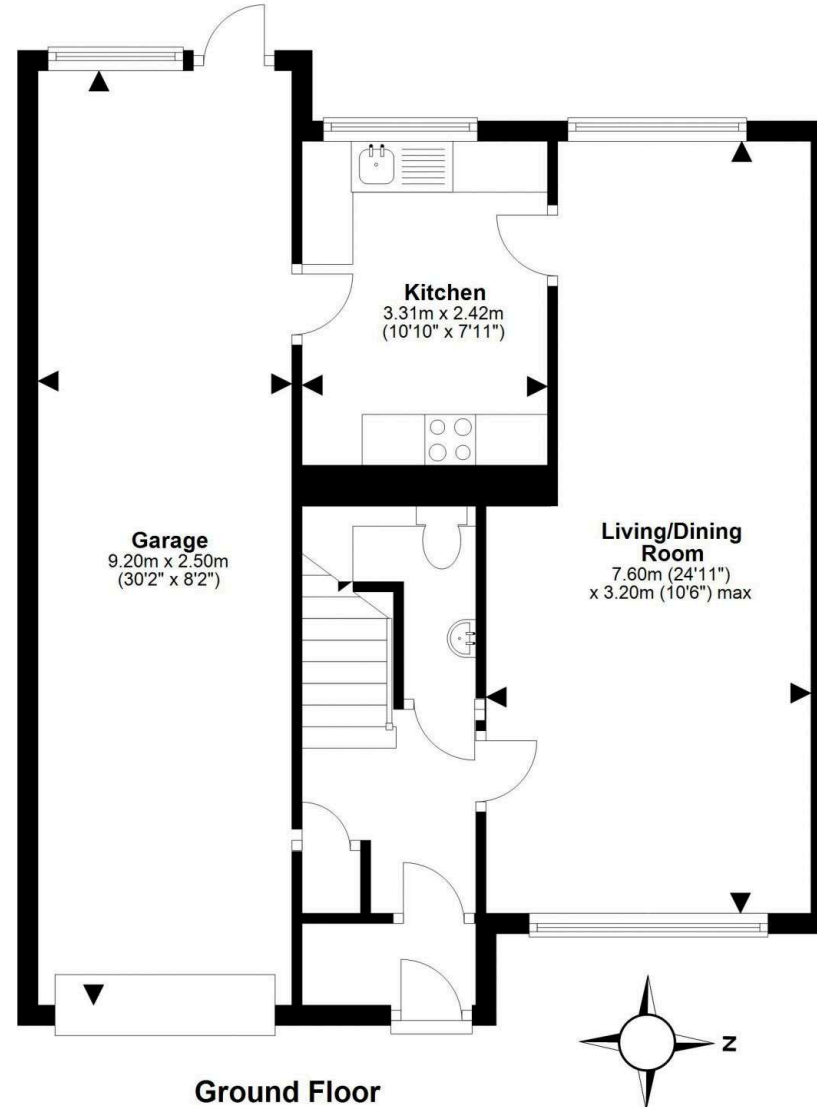 Kitchen
3.31m x 2.42m
(10'10" x 7'11")
Garage
9.20m x 2.50m
(30'2" x 8'2")
Living/Dining
Room
7.60m (24'11")
x 3.20m (10'6") max
N
Ground Floor